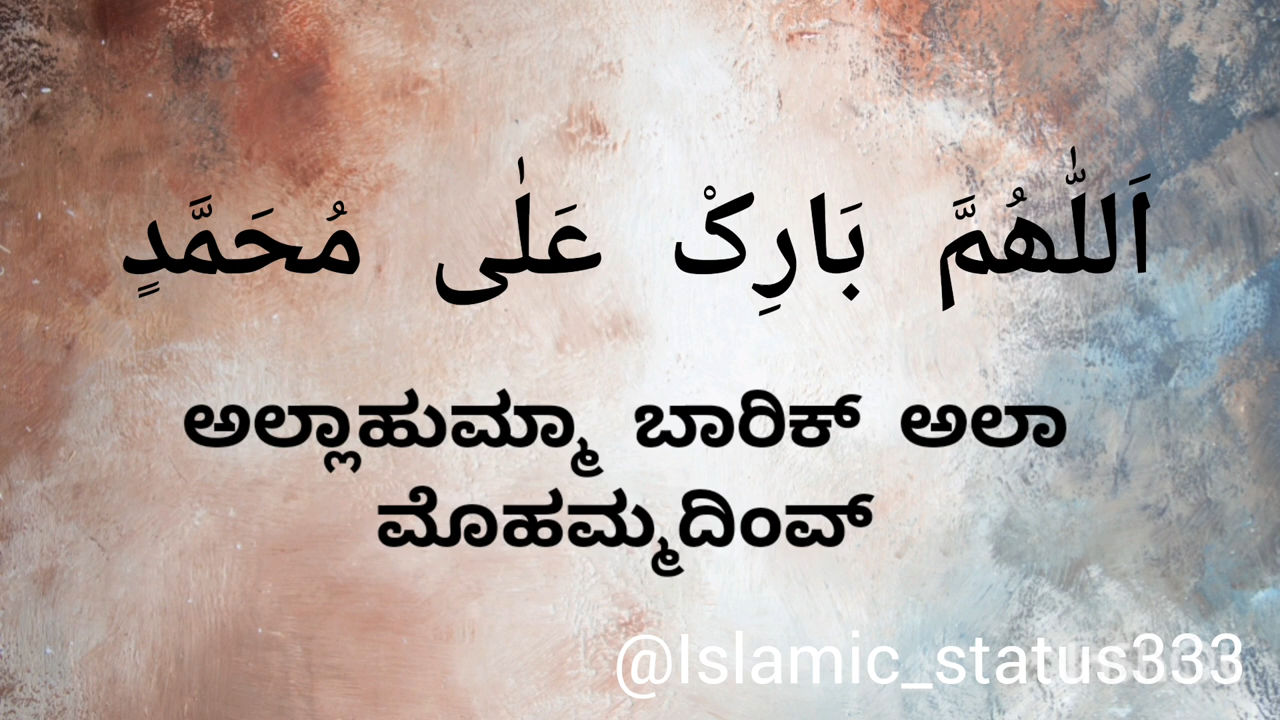 اَللّٰهُمَّ بَارِکْ عَلٰی مُحَمَّدٍ
ಅಲ್ಲಾಹುಮ್ಮಾ ಬಾರಿಕ್ ಅಲಾ
ಮೊಹಮ್ಮದಿಂವ್
@Islamic_status333